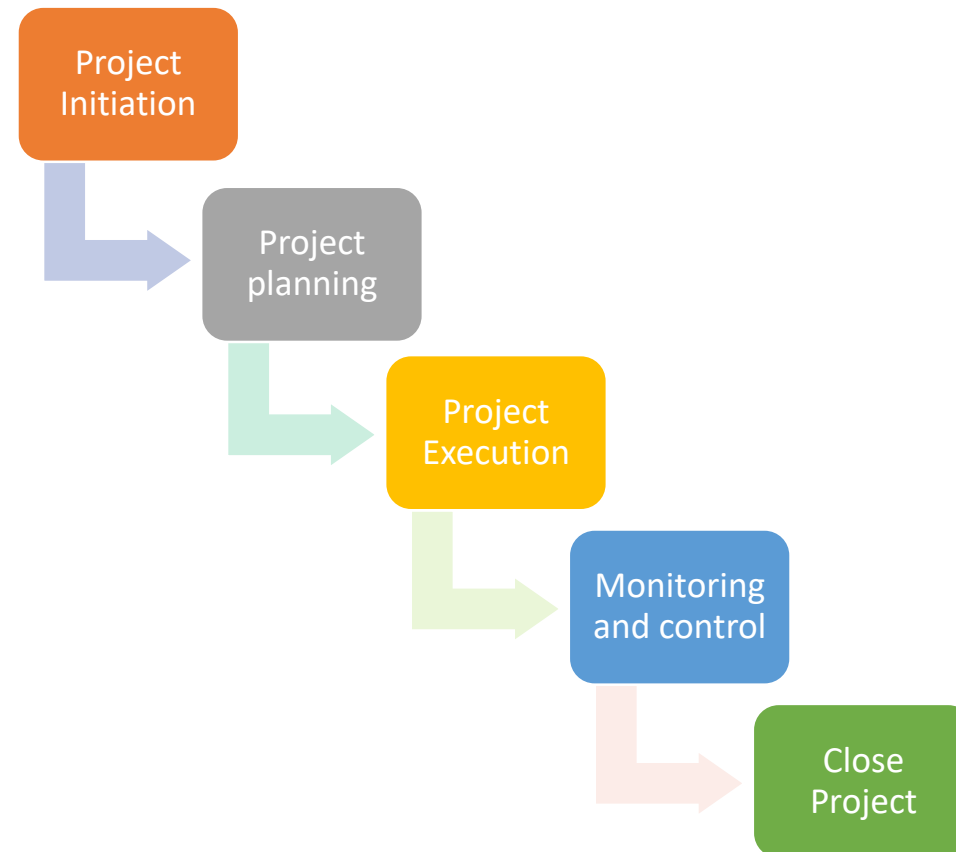 Project
Initiation
Project
planning
Project
Execution
Monitoring
and control
Close
Project